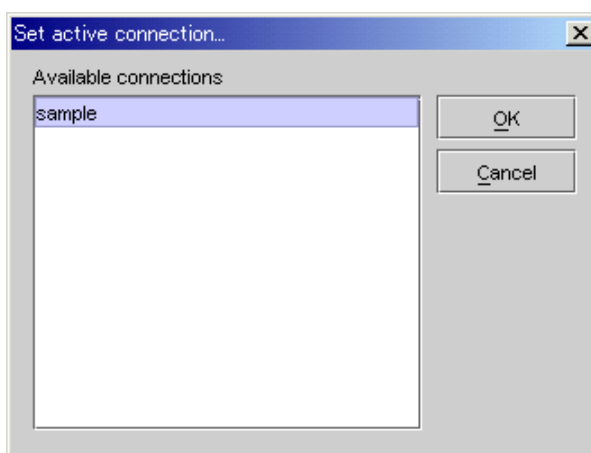 Set active connection...
Available connections
sample
OK
Cancel